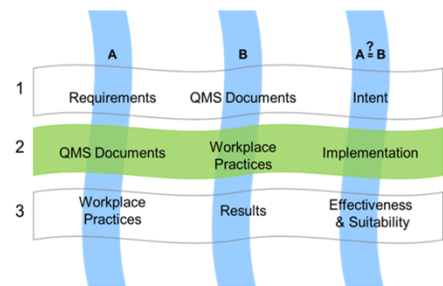 A B A ?= B
1 Requirements QMS Documents Intent
2 QMS Documents Workplace Practices Implementation
3 Workplace Practices Results Effectiveness & Suitability